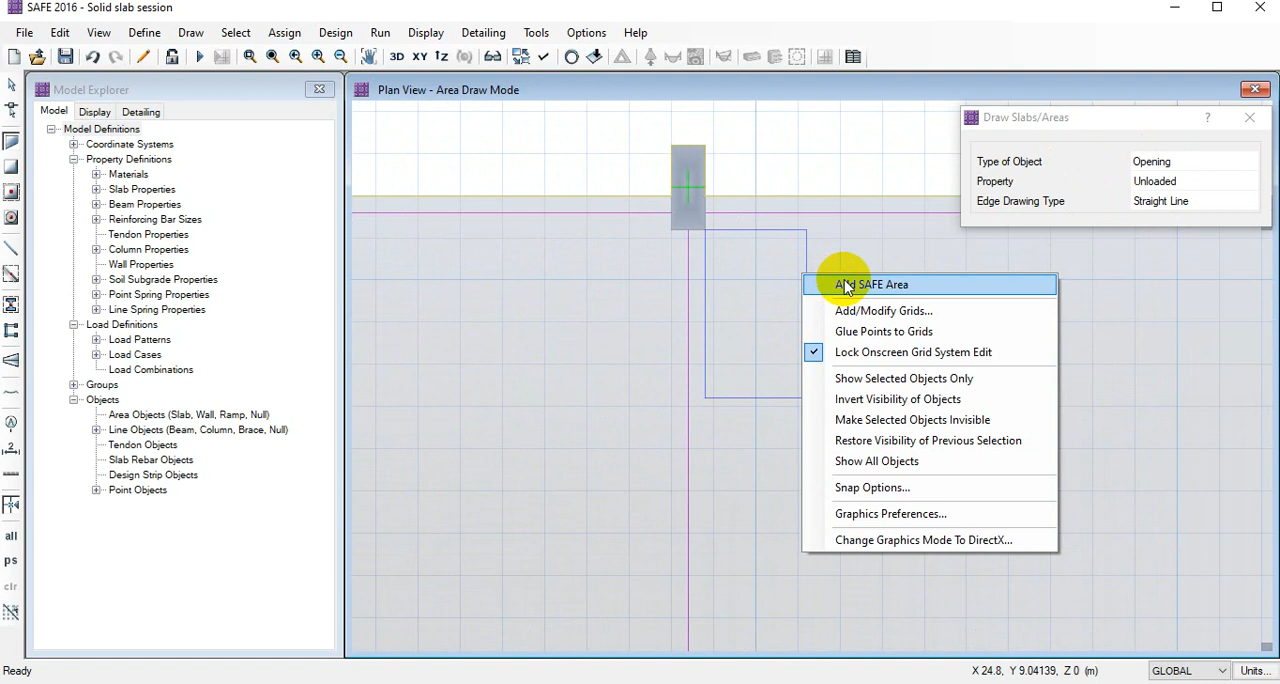 SAFE 2016 - Solid slab session
File Edit View Define Draw Select Assign Design Run Display Detailing Tools Options Help
3D XY
Model Explorer
Model Display Detailing
Model Definitions
Coordinate Systems
Property Definitions
Materials
Slab Properties
Beam Properties
Reinforcing Bar Sizes
Tendon Properties
Column Properties
Wall Properties
Soil Subgrade Properties
Point Spring Properties
Line Spring Properties
Load Definitions
Load Patterns
Load Cases
Load Combinations
Groups
Objects
Area Objects (Slab, Wall, Ramp, Null)
Line Objects (Beam, Column, Brace, Null)
Tendon Objects
Slab Rebar Objects
Design Strip Objects
Point Objects
all
ps
clr
Plan View - Area Draw Mode
Draw Slabs/Areas ?
Type of Object Opening
Property Unloaded
Edge Drawing Type Straight Line
Add SAFE Area
Add/Modify Grids...
Glue Points to Grids
Lock Onscreen Grid System Edit
Show Selected Objects Only
Invert Visibility of Objects
Make Selected Objects Invisible
Restore Visibility of Previous Selection
Show All Objects
Snap Options...
Graphics Preferences...
Change Graphics Mode To DirectX...
Ready
X 24.8, Y 9.04139, Z 0 (m)
GLOBAL
Units...